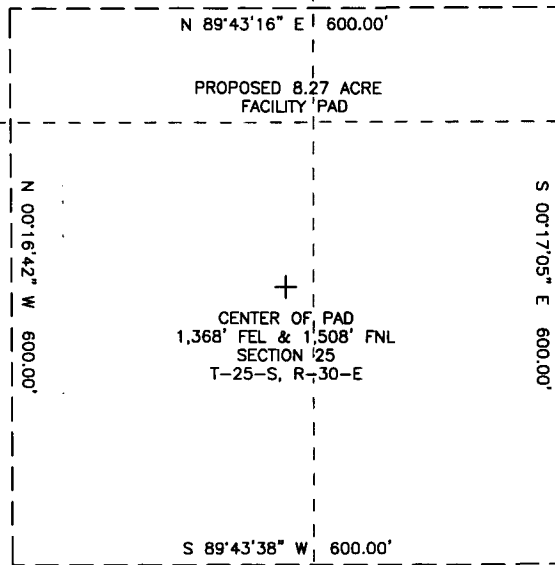 N 89°43'16" E 600.00'
PROPOSED 8.27 ACRE
FACILITY PAD
N 00°16'42" W 600.00'
S 00°17'05" E 600.00'
CENTER OF PAD
1,368' FEL & 1,508' FNL
SECTION 25
T-25-S, R-30-E
S 89°43'38" W 600.00'